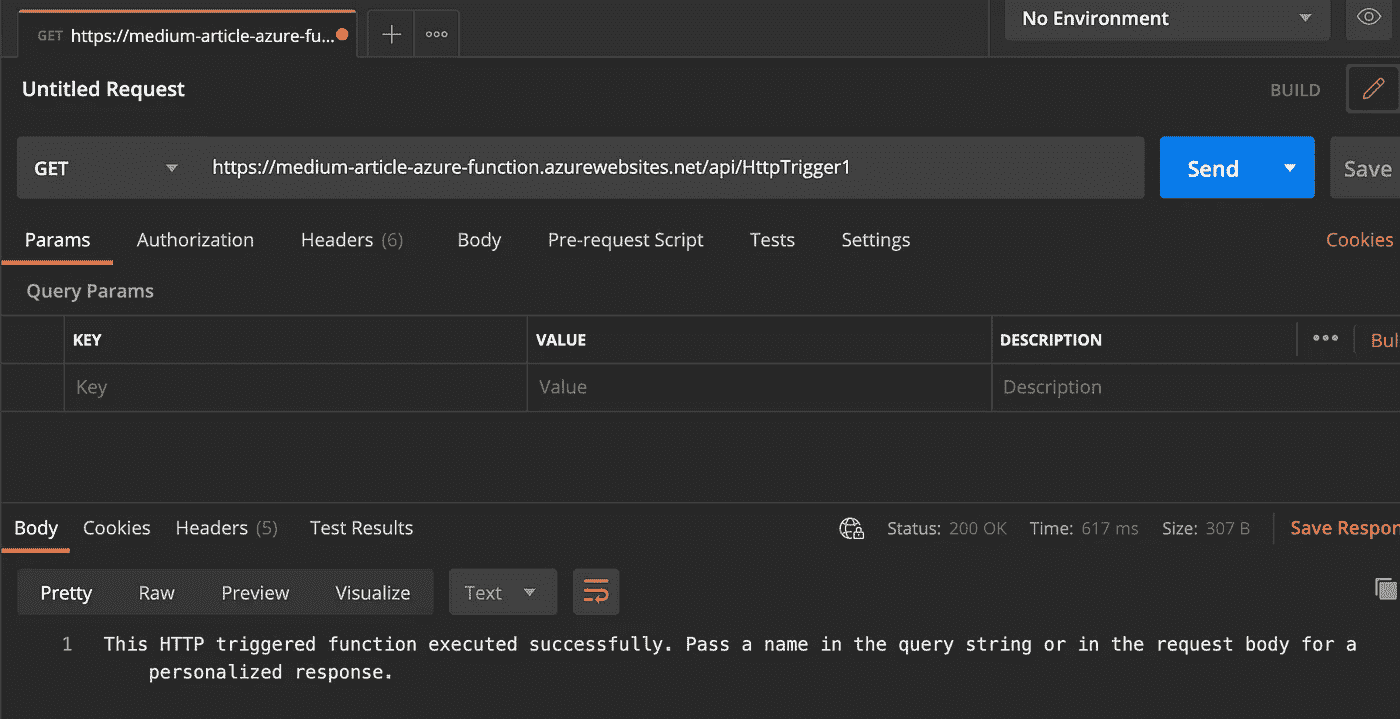 GET https://medium-article-azure-fu... No Environment
Untitled Request BUILD
GET https://medium-article-azure-function.azurewebsites.net/api/HttpTrigger1 Send Save
Params Authorization Headers (6) Body Pre-request Script Tests Settings Cookies
Query Params
KEY VALUE DESCRIPTION Bul
Key Value Description
Body Cookies Headers (5) Test Results Status: 200 OK Time: 617 ms Size: 307 B Save Respon
Pretty Raw Preview Visualize Text
1 This HTTP triggered function executed successfully. Pass a name in the query string or in the request body for a
personalized response.